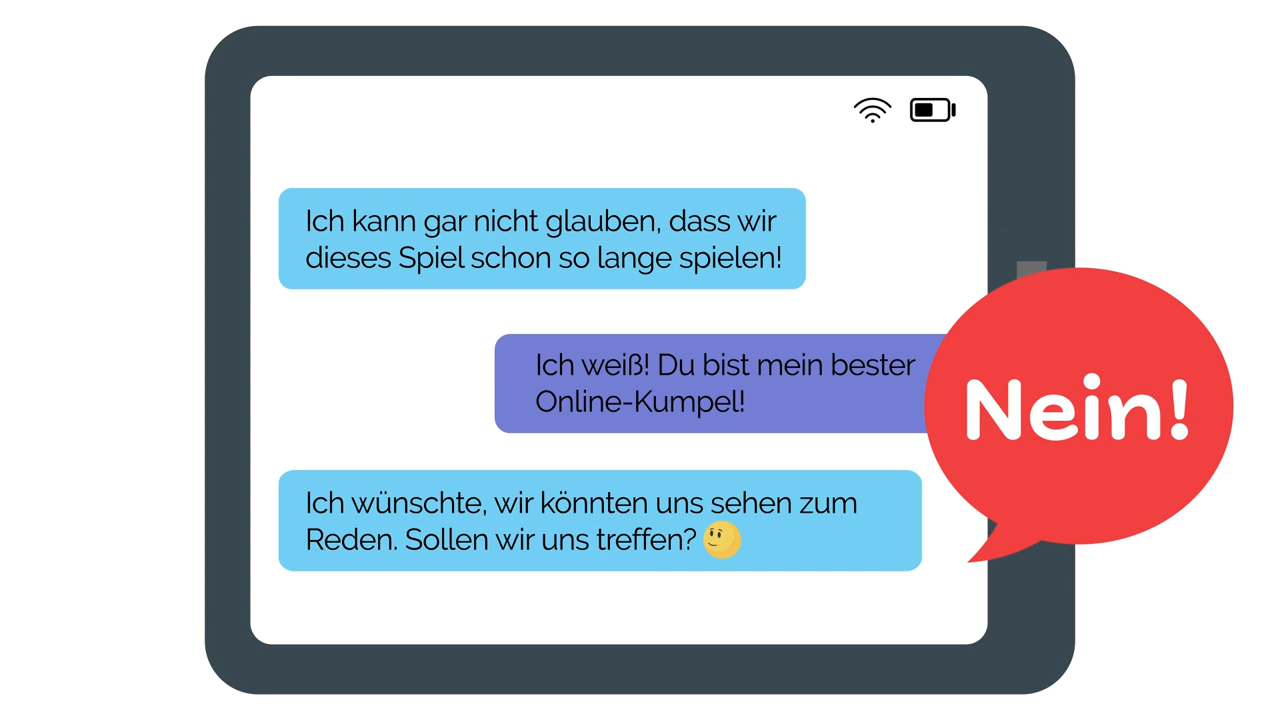 Ich kann gar nicht glauben, dass wir
dieses Spiel schon so lange spielen!
Ich weiß! Du bist mein bester
Online-Kumpel!
Nein!
Ich wünschte, wir könnten uns sehen zum
Reden. Sollen wir uns treffen?